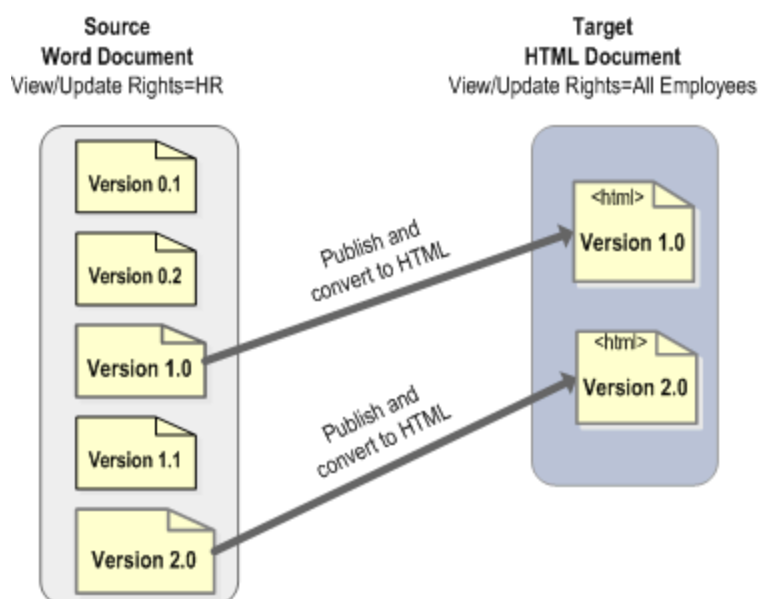 Source
Word Document
View/Update Rights=HR
Target
HTML Document
View/Update Rights=All Employees
Version 0.1
Version 0.2
Version 1.0
Version 1.1
Version 2.0
Publish and
convert to HTML
Publish and
convert to HTML
<html>
Version 1.0
<html>
Version 2.0